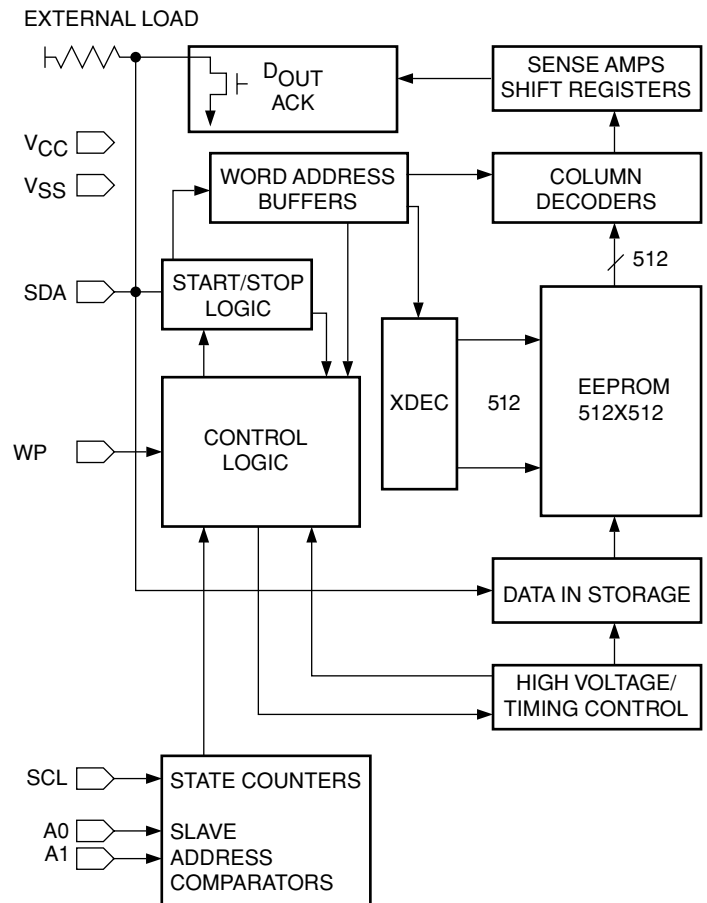 EXTERNAL LOAD
DOUT
ACK
SENSE AMPS
SHIFT REGISTERS
VCC
VSS
WORD ADDRESS
BUFFERS
COLUMN
DECODERS
512
SDA
START/STOP
LOGIC
XDEC
512
EEPROM
512X512
WP
CONTROL
LOGIC
DATA IN STORAGE
HIGH VOLTAGE/
TIMING CONTROL
SCL
STATE COUNTERS
A0
SLAVE
A1
ADDRESS
COMPARATORS